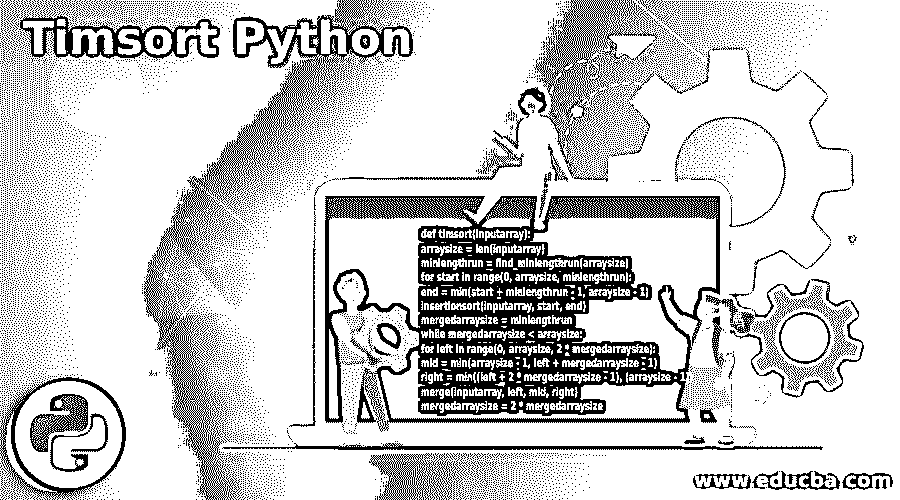 Timsort Python
def timsort(inputarray):
arraysize = len(inputarray)
minlengthrun = find_minlengthrun(arraysize)
for start in range(0, arraysize, minlengthrun):
end = min(start + minlengthrun - 1, arraysize - 1)
insertionsort(inputarray, start, end)
mergedarraysize = minlengthrun
while mergedarraysize < arraysize:
for left in range(0, arraysize, 2 * mergedarraysize):
mid = min(arraysize - 1, left + mergedarraysize - 1)
right = min((left + 2 * mergedarraysize - 1), (arraysize - 1)
merge(inputarray, left, mid, right)
mergedarraysize = 2 * mergedarraysize
www.educba.com